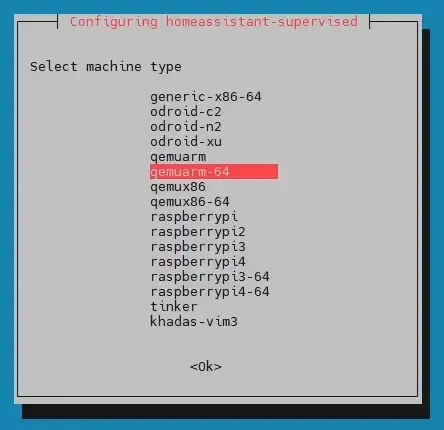 Configuring homeassistant-supervised
Select machine type
generic-x86-64
odroid-c2
odroid-n2
odroid-xu
qemuarm
qemuarm-64
qemux86
qemux86-64
raspberrypi
raspberrypi2
raspberrypi3
raspberrypi4
raspberrypi3-64
raspberrypi4-64
tinker
khadas-vim3
<Ok>